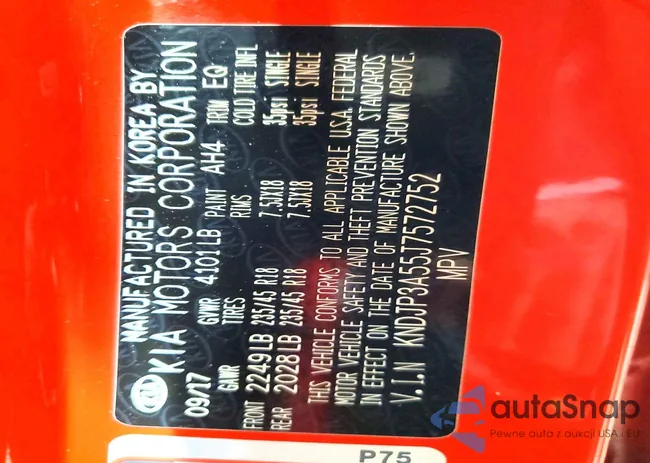 MANUFACTURED IN KOREA BY
KIA KIA MOTORS CORPORATION
09/17 GVWR 4101LB PAINT AH4 TRIM EQ
GAWR TIRES RIMS COLD TIRE INFL
FRONT 2249LB 235/45 R18 7.5JX18 35psi SINGLE
REAR 2028LB 235/45 R18 7.5JX18 35psi SINGLE
THIS VEHICLE CONFORMS TO ALL APPLICABLE U.S.A. FEDERAL
MOTOR VEHICLE SAFETY AND THEFT PREVENTION STANDARDS
IN EFFECT ON THE DATE OF MANUFACTURE SHOWN ABOVE.
V.I.N KNDJP3A55J7572752
MPV
P75
autaSnap
Pewne auta z aukcji USA i EU